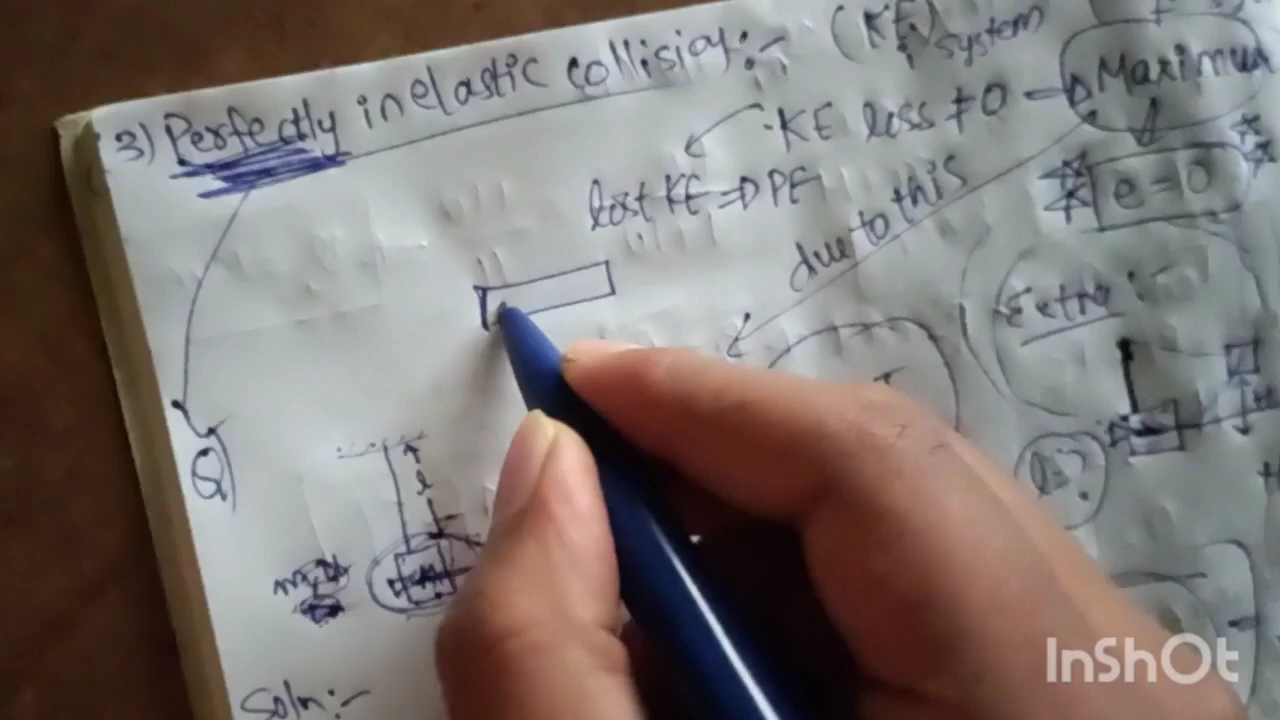 3) Perfectly inelastic collision:-
(KE)i system
KE loss ≠ 0 → Maximum
lost KE ⇒ PE
e = 0
due to this
Extra:-
Q
l
l=?
M
Soln:-
InShOt